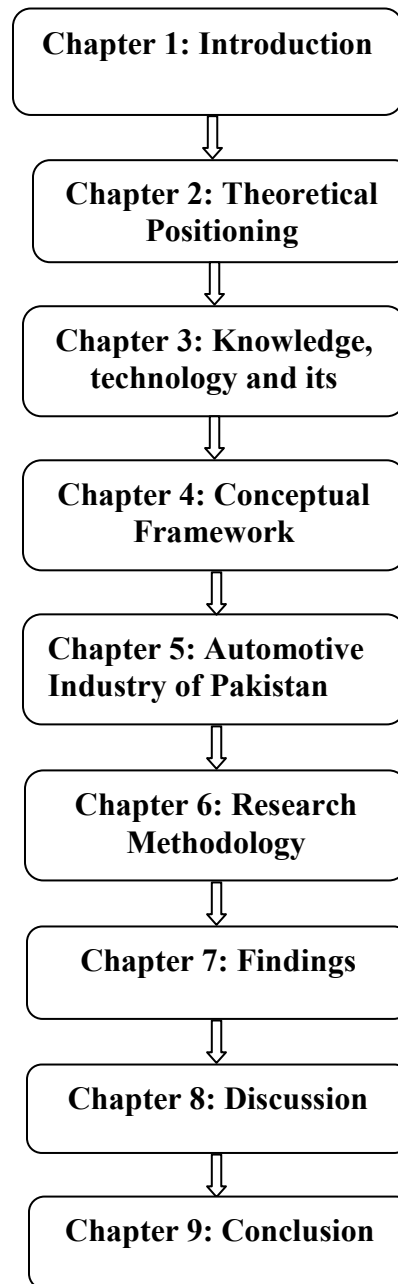 Chapter 1: Introduction
Chapter 2: Theoretical
Positioning
Chapter 3: Knowledge,
technology and its
Chapter 4: Conceptual
Framework
Chapter 5: Automotive
Industry of Pakistan
Chapter 6: Research
Methodology
Chapter 7: Findings
Chapter 8: Discussion
Chapter 9: Conclusion